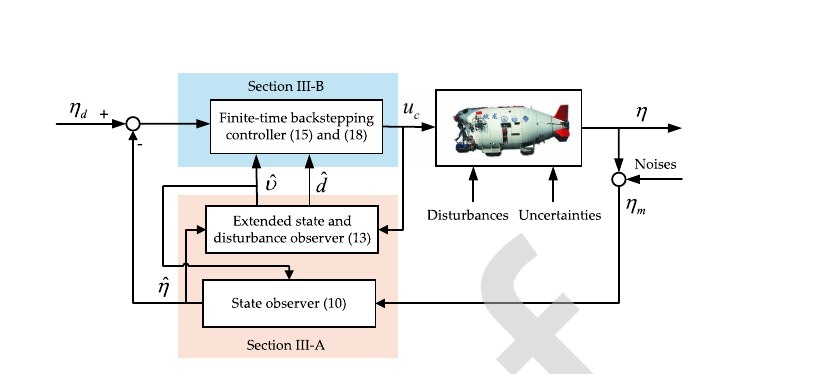 Section III-B
η_d +
-
Finite-time backstepping
controller (15) and (18)
u_c
η
Noises
η_m
Disturbances Uncertainties
υ̂
d̂
Extended state and
disturbance observer (13)
η̂
State observer (10)
Section III-A
f